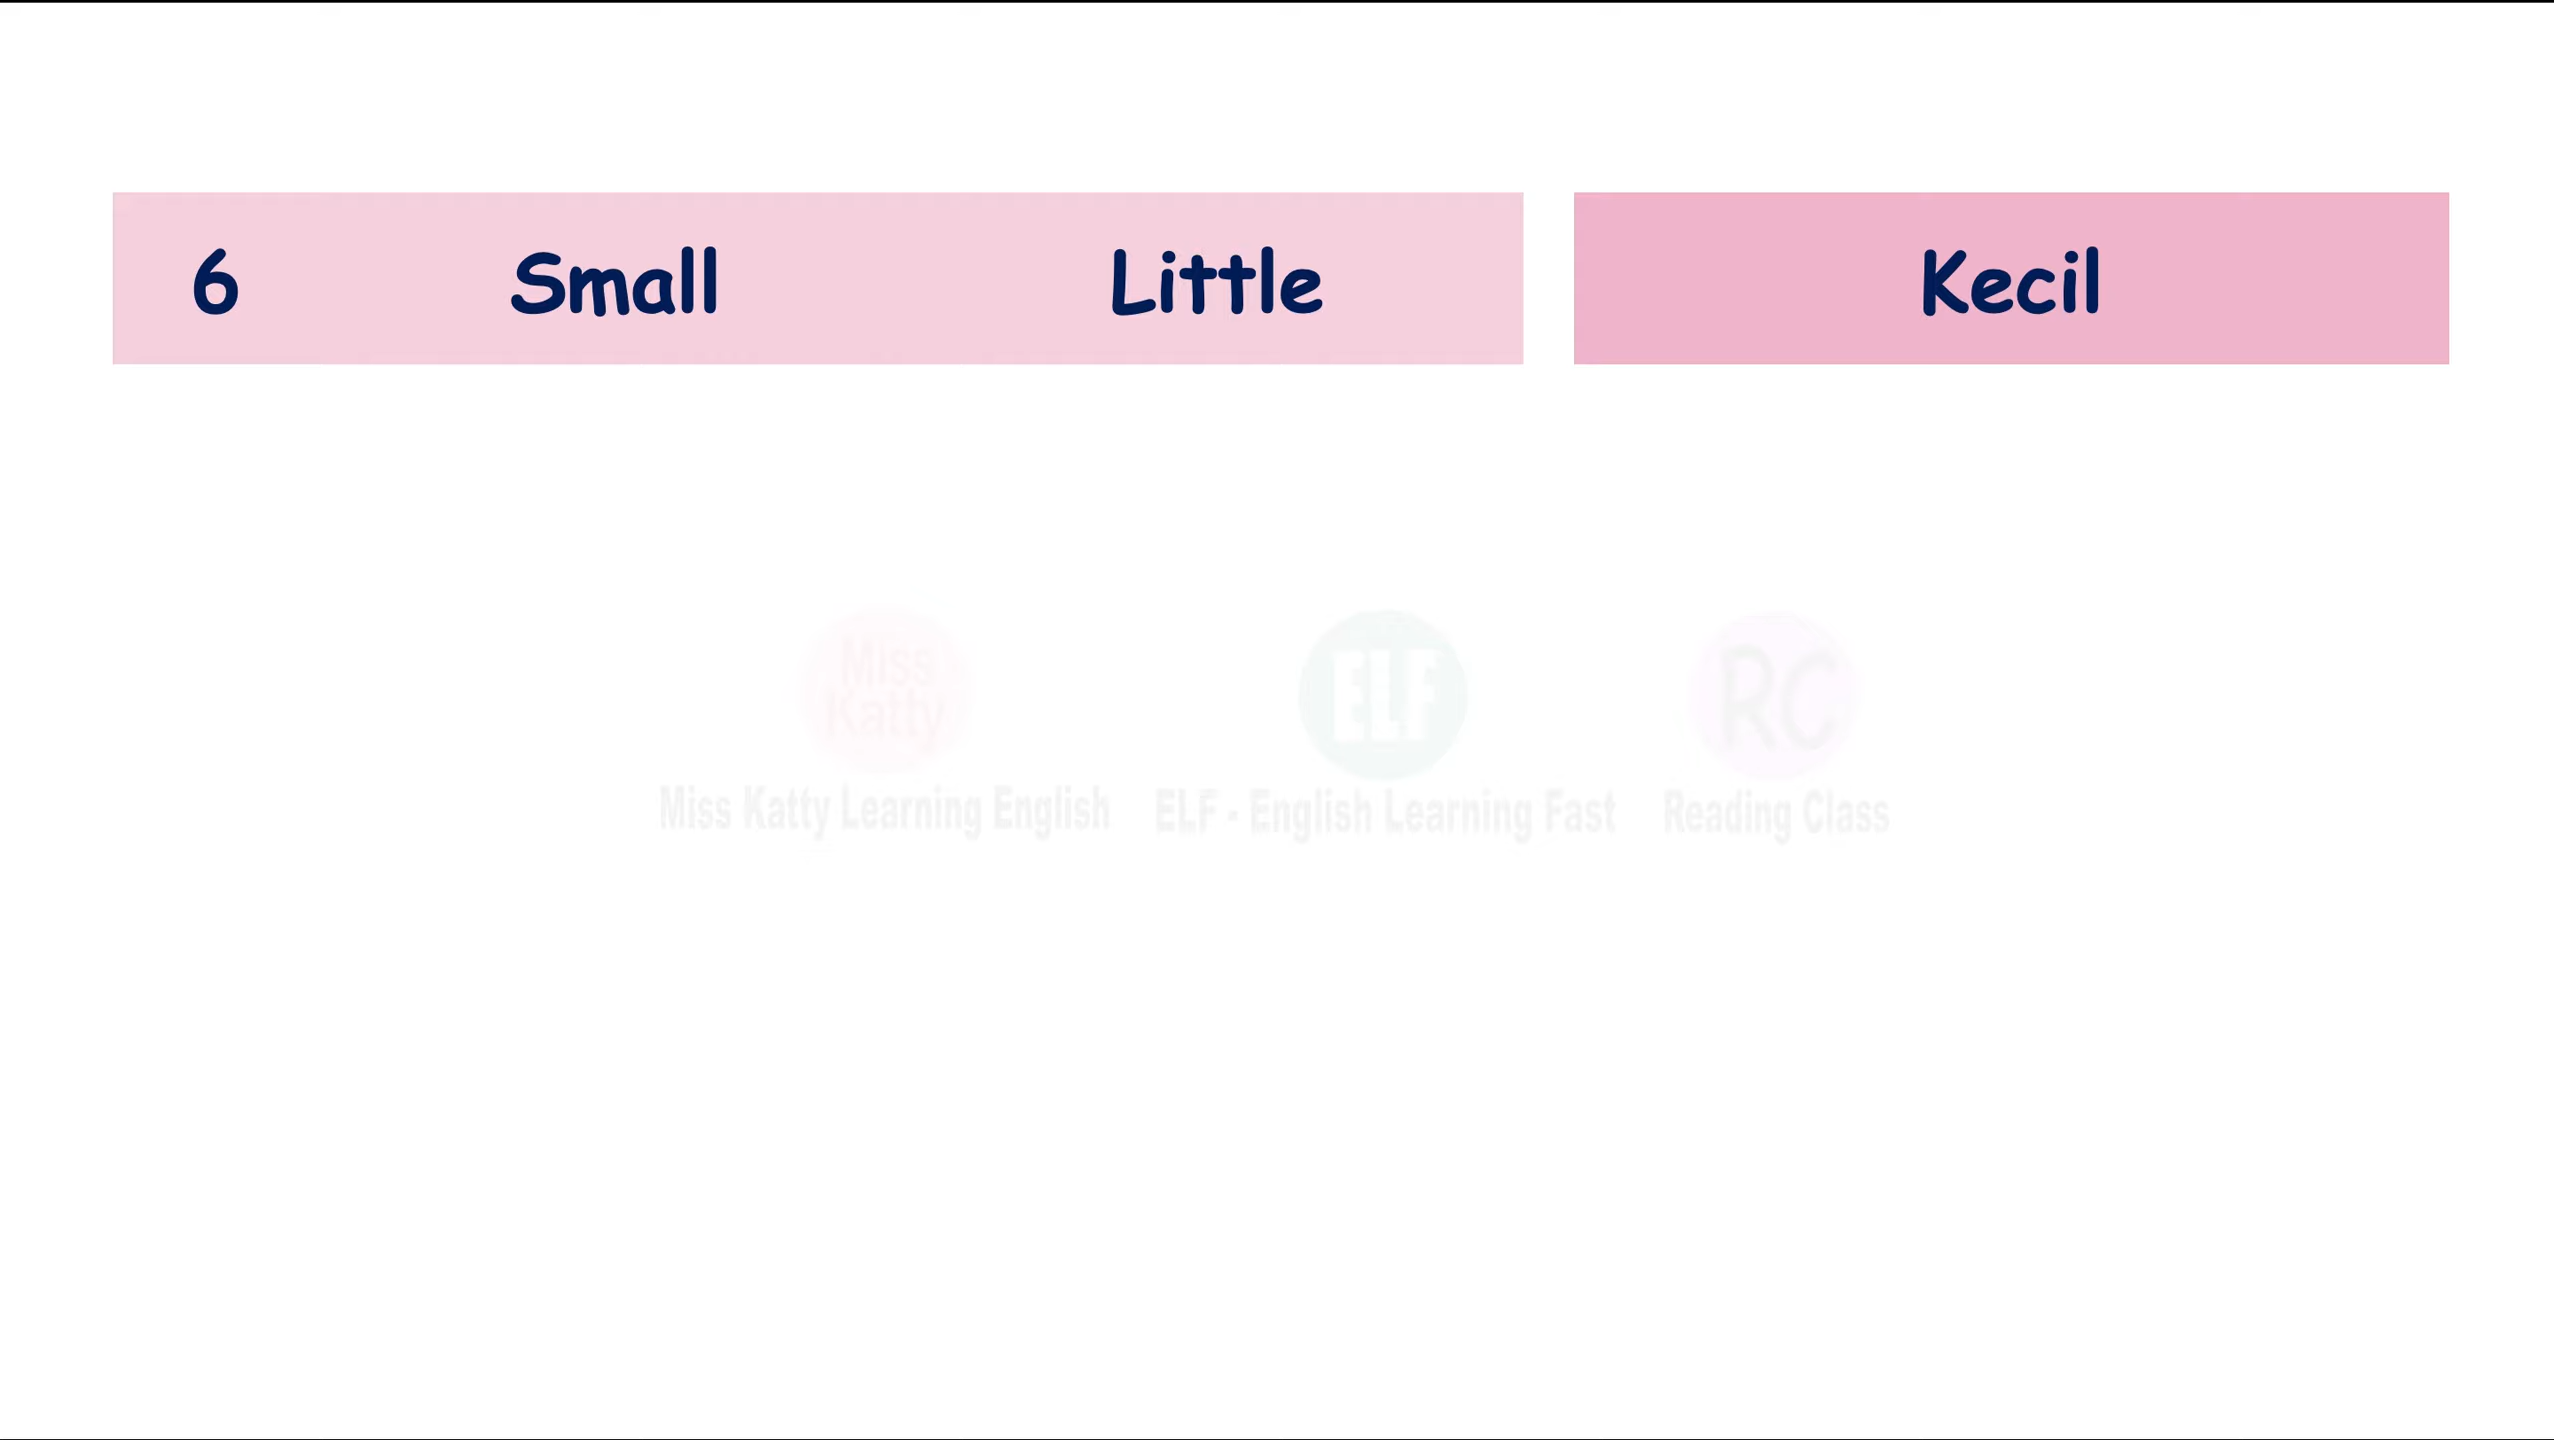 6 Small Little Kecil
Miss Katty ELF RC
Miss Katty Learning English ELF - English Learning Fast Reading Class